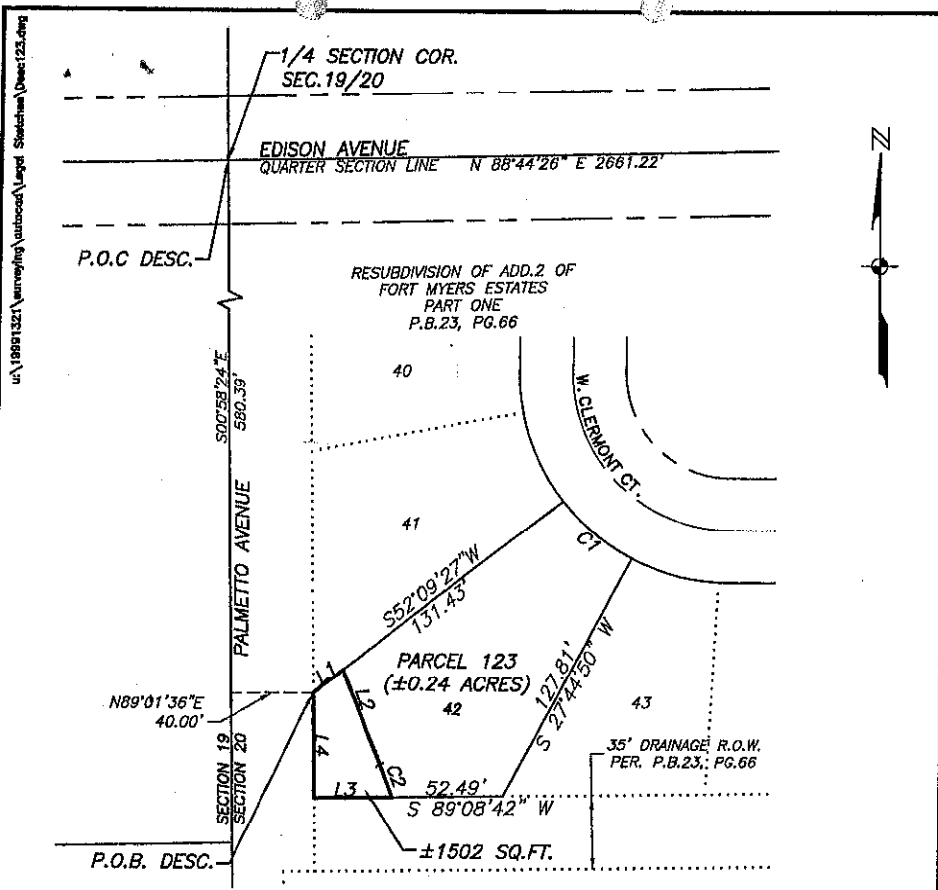 u:\19991321\surveying\autocad\Legal Sketches\Desc123.dwg
1/4 SECTION COR.
SEC.19/20
EDISON AVENUE
QUARTER SECTION LINE N 88°44'26" E 2661.22'
P.O.C DESC.
N
RESUBDIVISION OF ADD.2 OF
FORT MYERS ESTATES
PART ONE
P.B.23, PG.66
S00°58'24"E
580.39'
40
W. CLERMONT CT.
PALMETTO AVENUE
41
C1
S52°09'27"W
131.43'
L1
PARCEL 123
(±0.24 ACRES)
42
127.81'
S 27°44'50" W
43
N89°01'36"E
40.00'
L2
L4
C2
35' DRAINAGE R.O.W.
PER. P.B.23, PG.66
SECTION 19
SECTION 20
L3
52.49'
S 89°08'42" W
±1502 SQ.FT.
P.O.B. DESC.